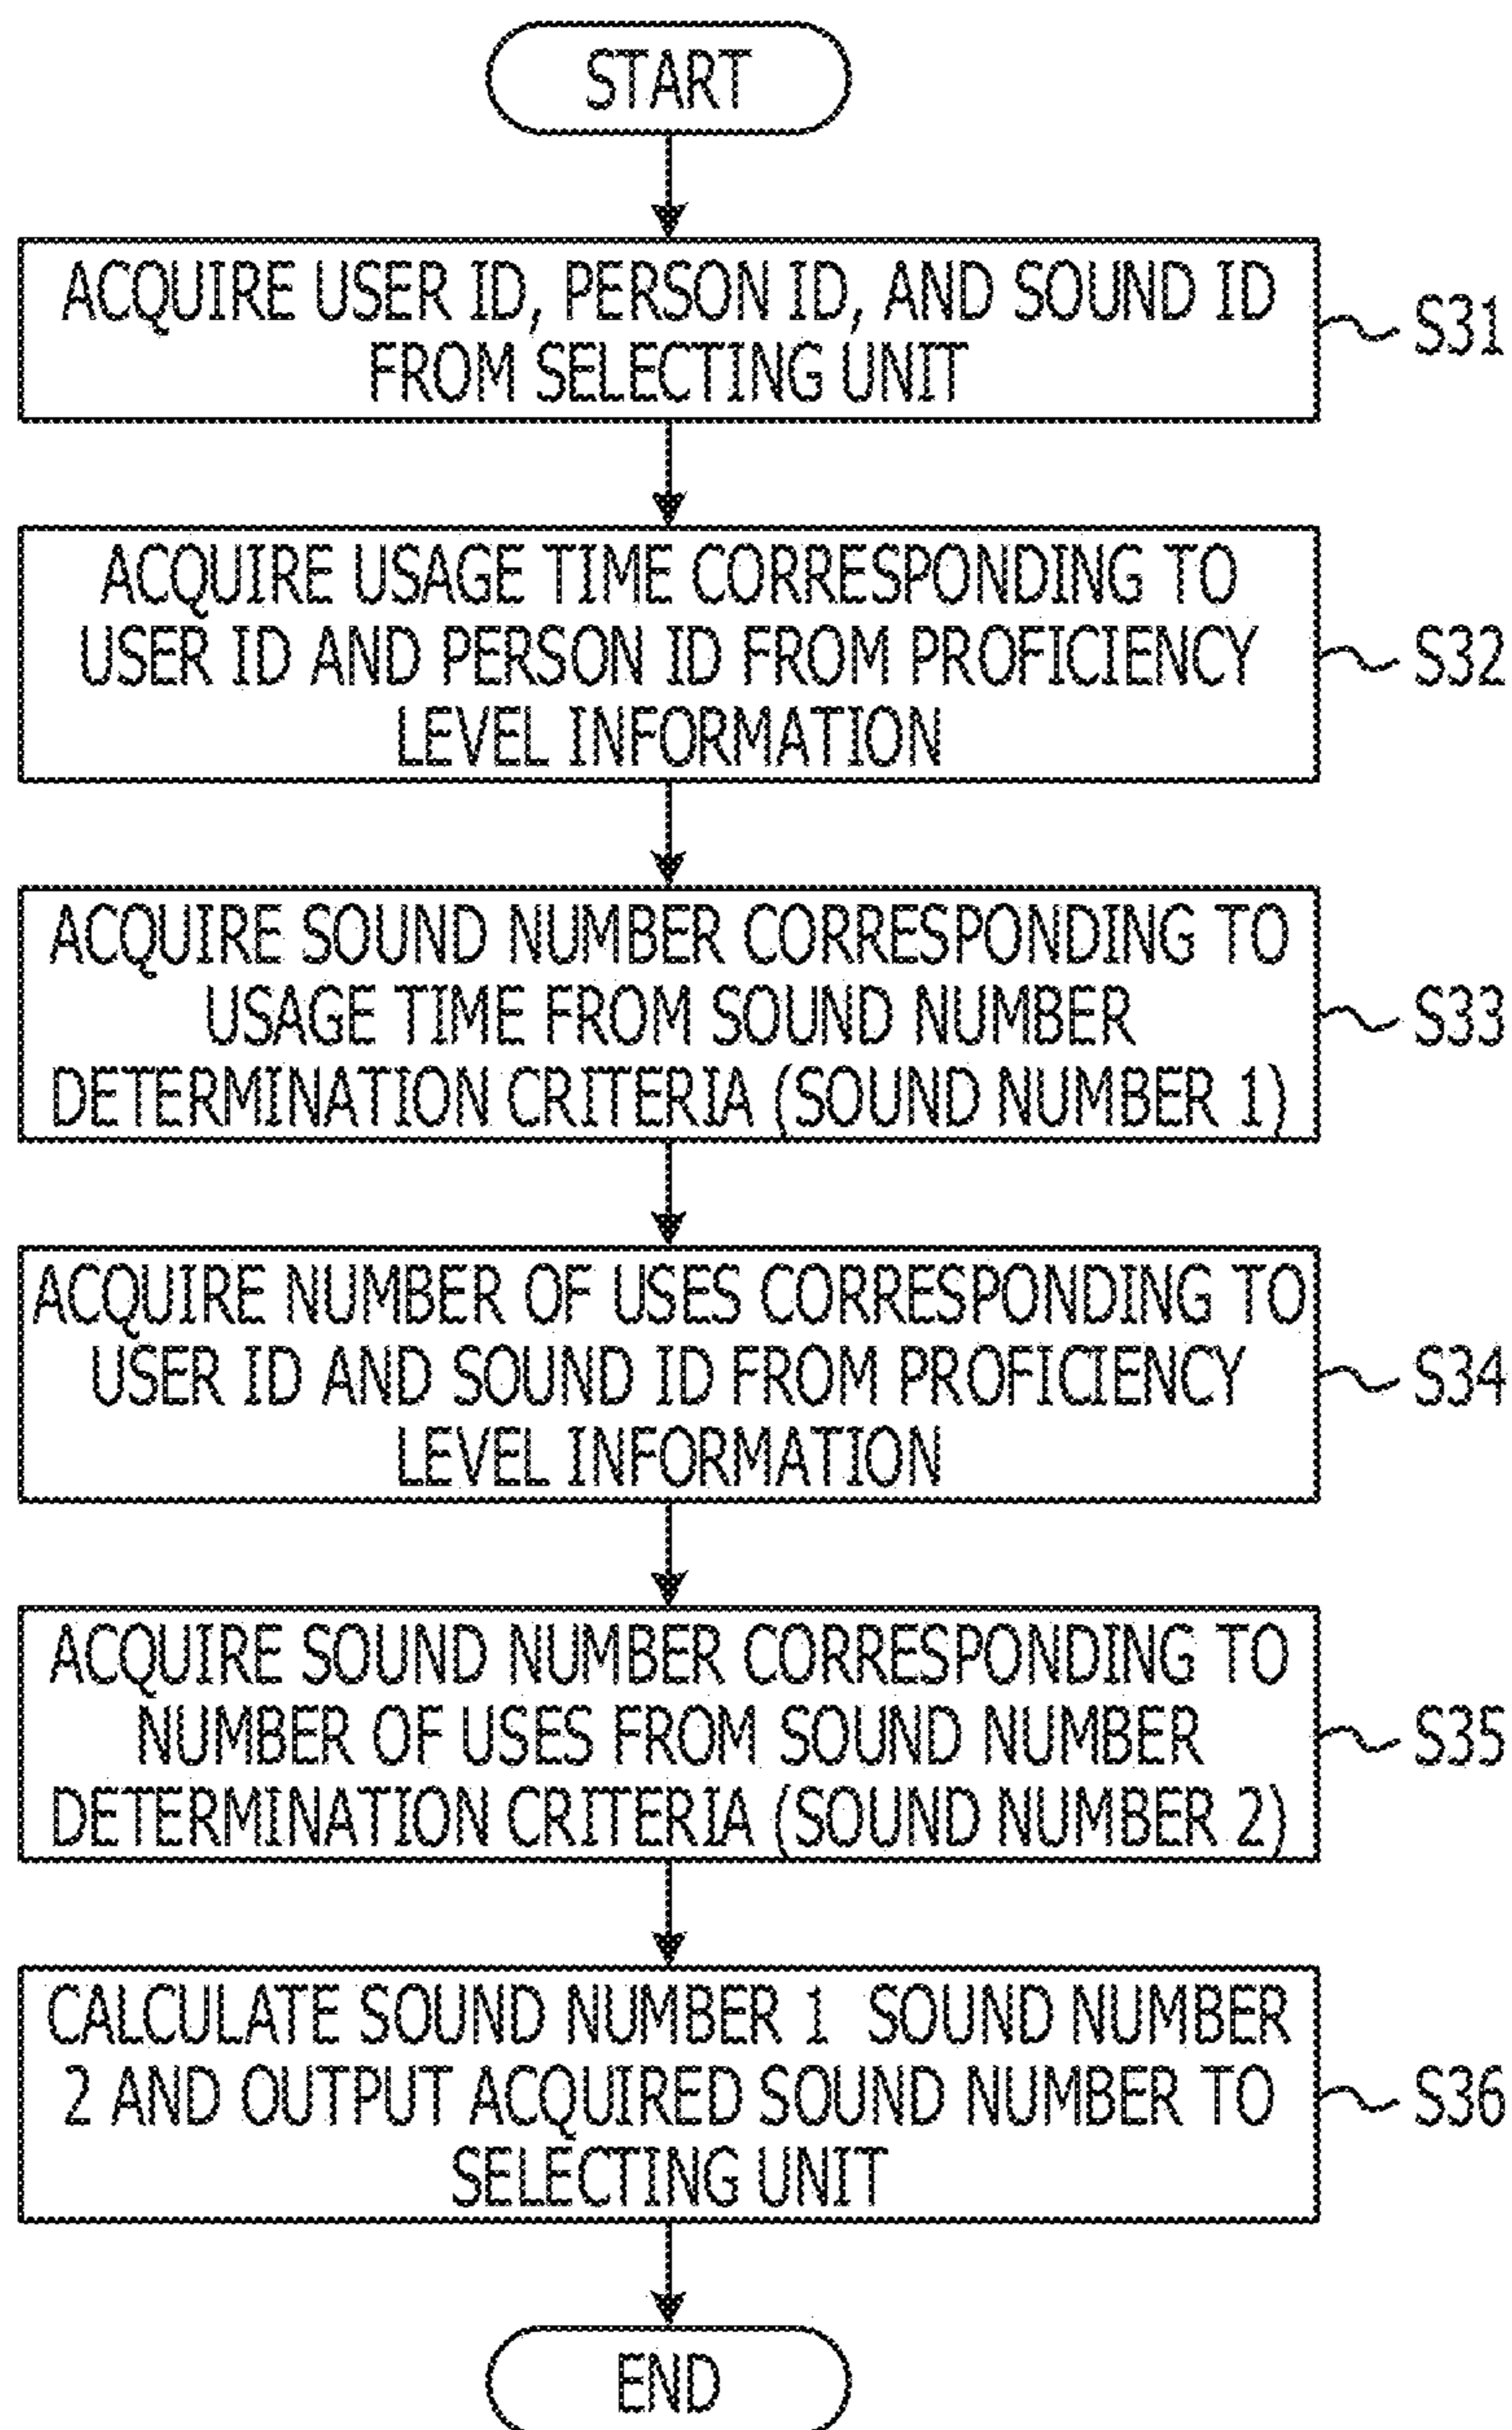 START
ACQUIRE USER ID, PERSON ID, AND SOUND ID
FROM SELECTING UNIT
S31
ACQUIRE USAGE TIME CORRESPONDING TO
USER ID AND PERSON ID FROM PROFICIENCY
LEVEL INFORMATION
S32
ACQUIRE SOUND NUMBER CORRESPONDING TO
USAGE TIME FROM SOUND NUMBER
DETERMINATION CRITERIA (SOUND NUMBER 1)
S33
ACQUIRE NUMBER OF USES CORRESPONDING TO
USER ID AND SOUND ID FROM PROFICIENCY
LEVEL INFORMATION
S34
ACQUIRE SOUND NUMBER CORRESPONDING TO
NUMBER OF USES FROM SOUND NUMBER
DETERMINATION CRITERIA (SOUND NUMBER 2)
S35
CALCULATE SOUND NUMBER 1 SOUND NUMBER
2 AND OUTPUT ACQUIRED SOUND NUMBER TO
SELECTING UNIT
S36
END